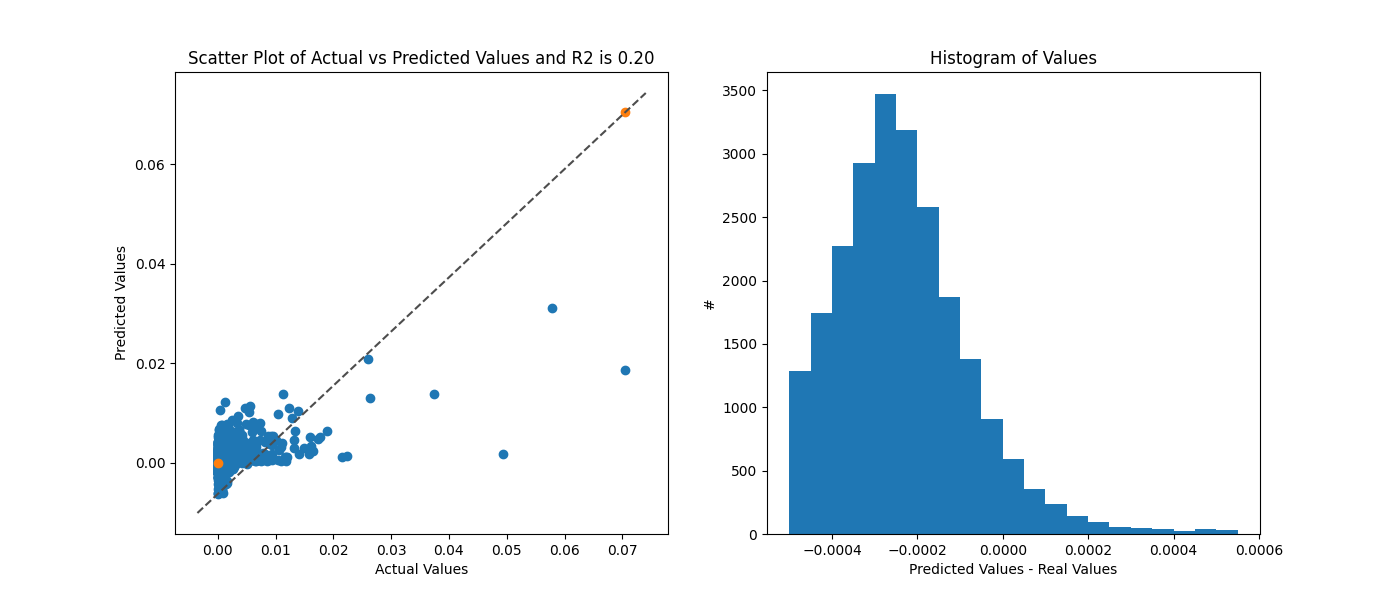 Scatter Plot of Actual vs Predicted Values and R2 is 0.20
Predicted Values
0.06
0.04
0.02
0.00
0.00 0.01 0.02 0.03 0.04 0.05 0.06 0.07
Actual Values
Histogram of Values
#
3500
3000
2500
2000
1500
1000
500
0
−0.0004 −0.0002 0.0000 0.0002 0.0004 0.0006
Predicted Values - Real Values